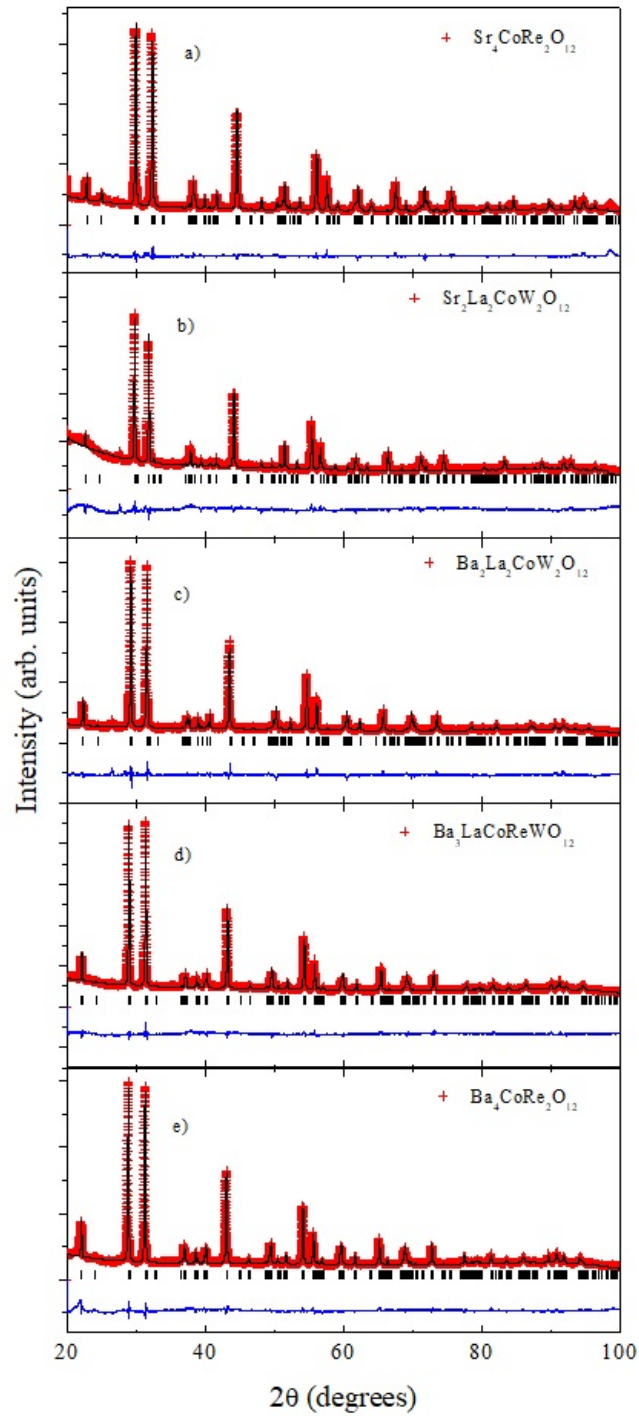 a)
+ Sr₄CoRe₂O₁₂
b)
+ Sr₂La₂CoW₂O₁₂
c)
+ Ba₂La₂CoW₂O₁₂
d)
+ Ba₃LaCoReWO₁₂
e)
+ Ba₄CoRe₂O₁₂
Intensity (arb. units)
20 40 60 80 100
2θ (degrees)